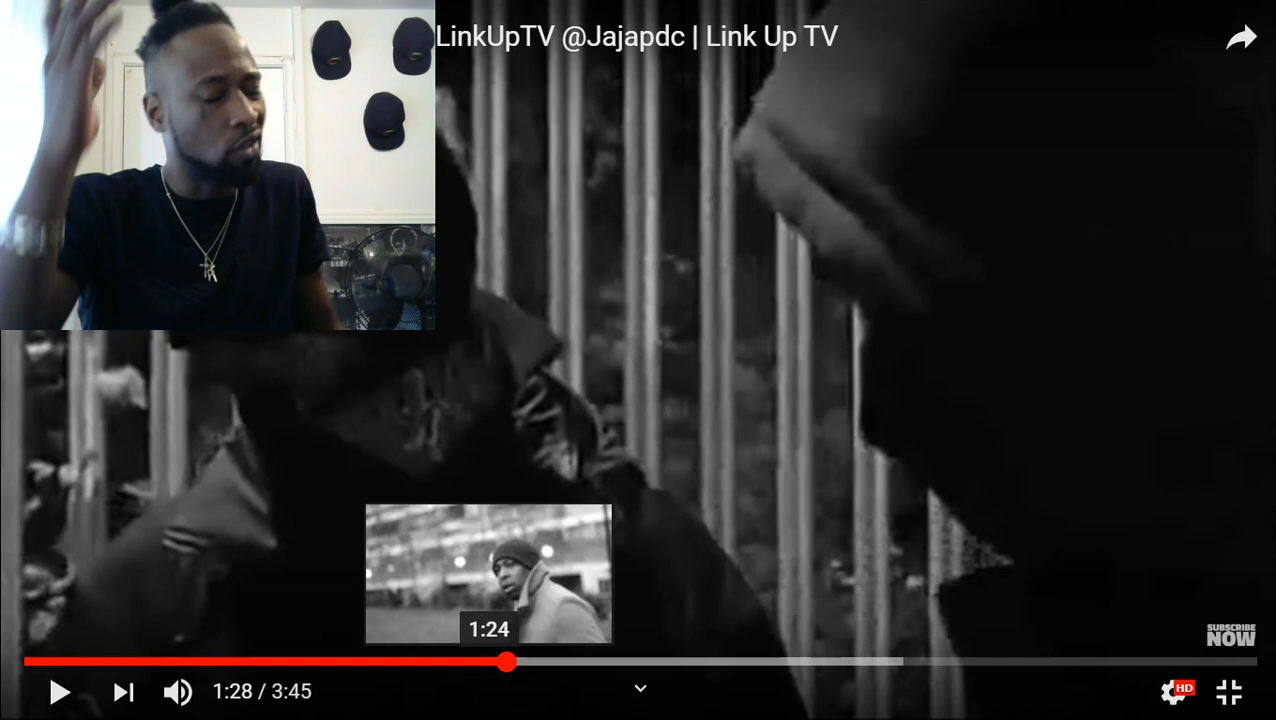 LinkUpTV @Jajapdc | Link Up TV
1:24
SUBSCRIBE
NOW
1:28 / 3:45
HD